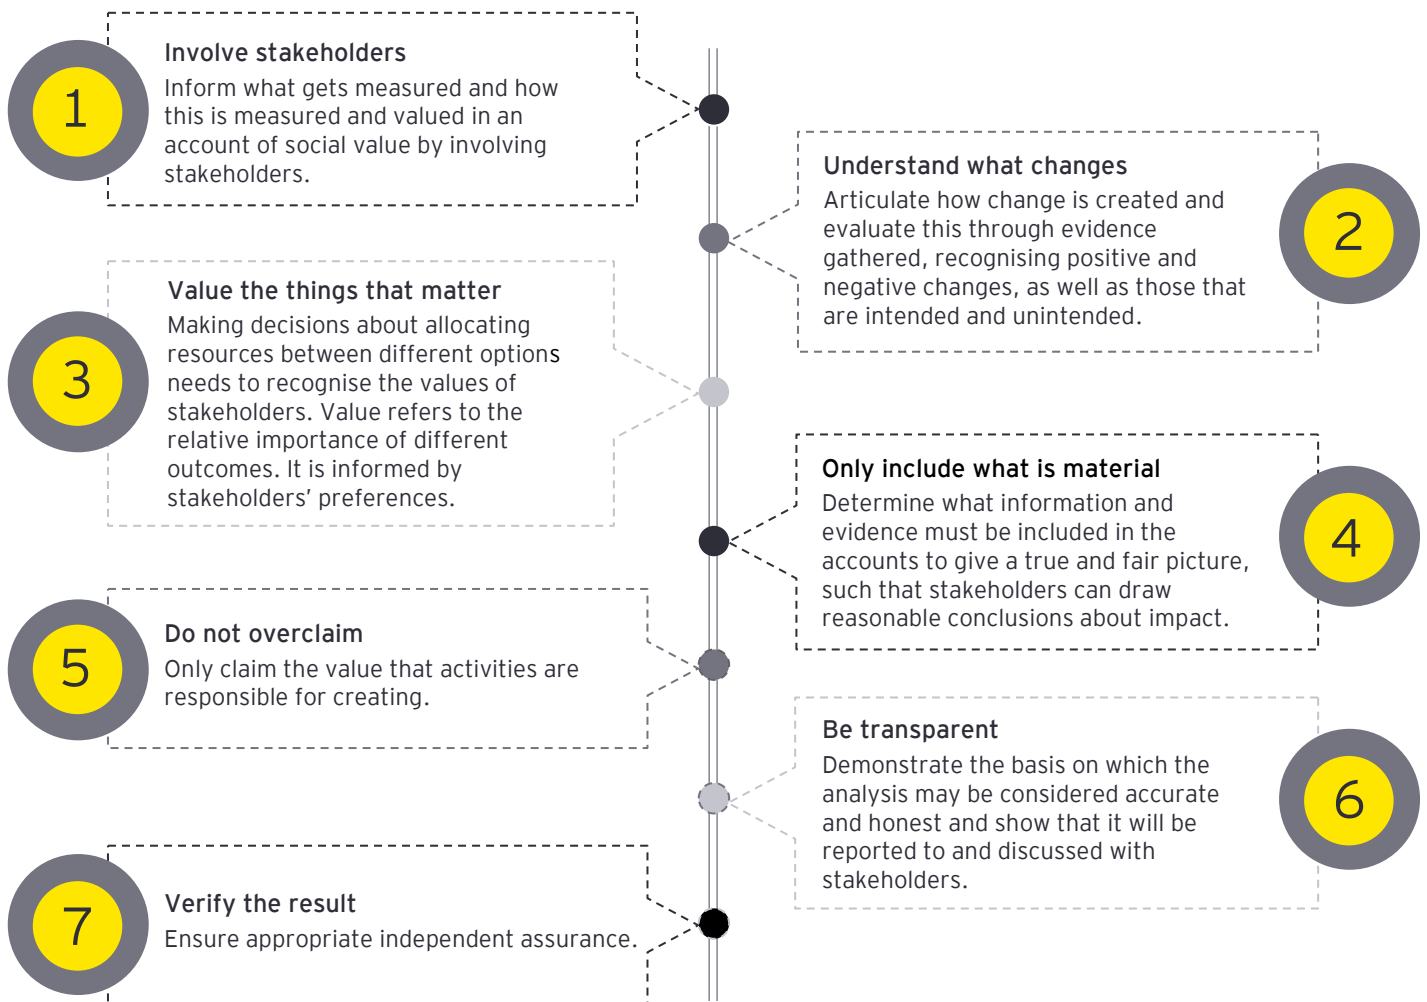 1
Involve stakeholders
Inform what gets measured and how
this is measured and valued in an
account of social value by involving
stakeholders.
2
Understand what changes
Articulate how change is created and
evaluate this through evidence
gathered, recognising positive and
negative changes, as well as those that
are intended and unintended.
3
Value the things that matter
Making decisions about allocating
resources between different options
needs to recognise the values of
stakeholders. Value refers to the
relative importance of different
outcomes. It is informed by
stakeholders’ preferences.
4
Only include what is material
Determine what information and
evidence must be included in the
accounts to give a true and fair picture,
such that stakeholders can draw
reasonable conclusions about impact.
5
Do not overclaim
Only claim the value that activities are
responsible for creating.
6
Be transparent
Demonstrate the basis on which the
analysis may be considered accurate
and honest and show that it will be
reported to and discussed with
stakeholders.
7
Verify the result
Ensure appropriate independent assurance.